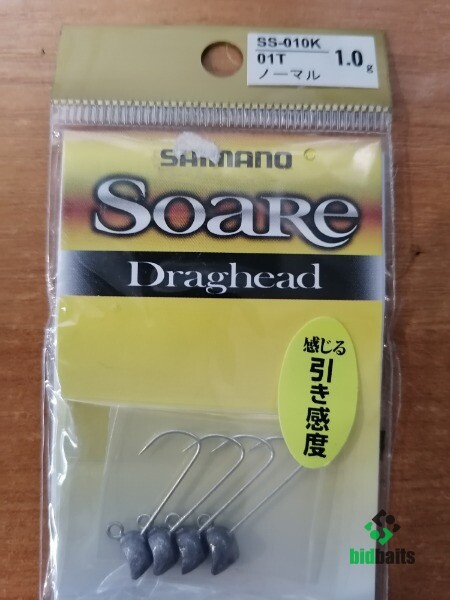 SS-010K
01T
1.0g
ノーマル
SHIMANO
SOARE
Draghead
感じる
引き感度
bidbaits